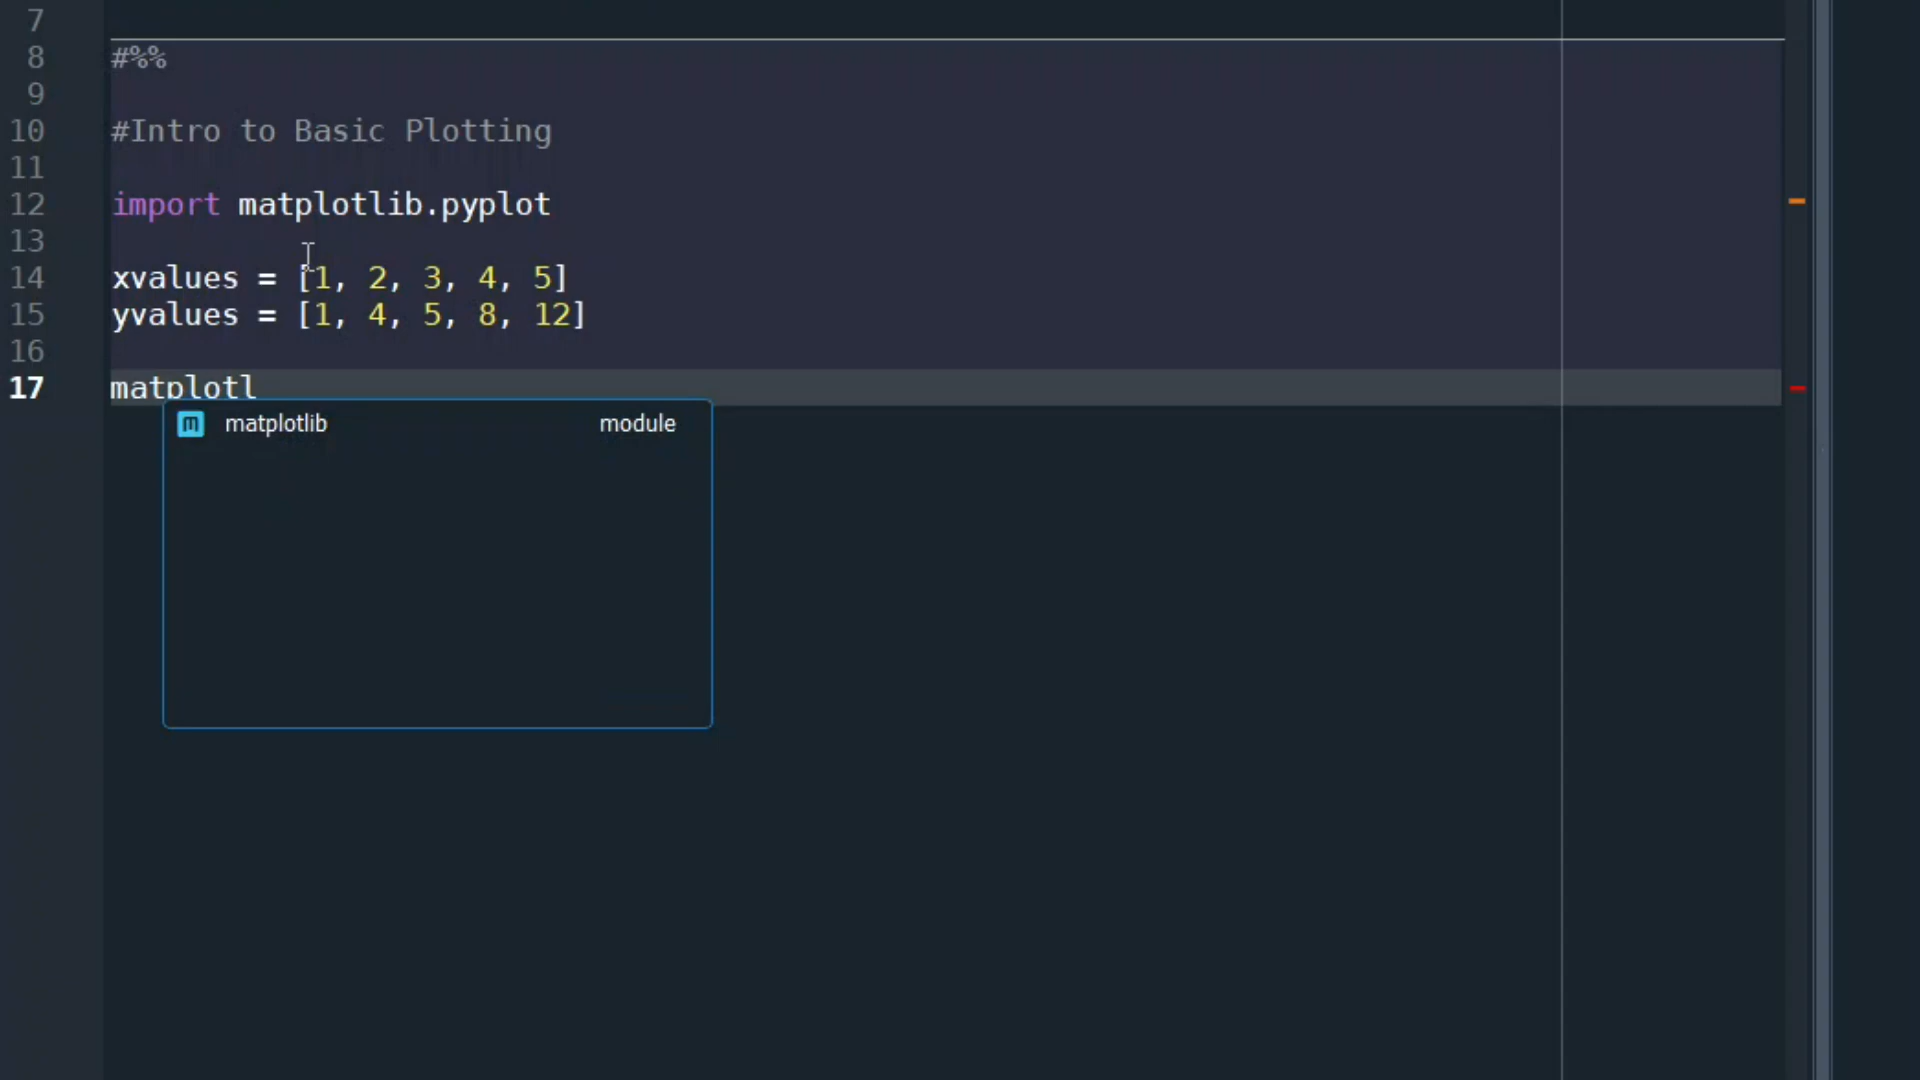 7
8 #%%
9
10 #Intro to Basic Plotting
11
12 import matplotlib.pyplot
13
14 xvalues = [1, 2, 3, 4, 5]
15 yvalues = [1, 4, 5, 8, 12]
16
17 matplotl
m matplotlib module